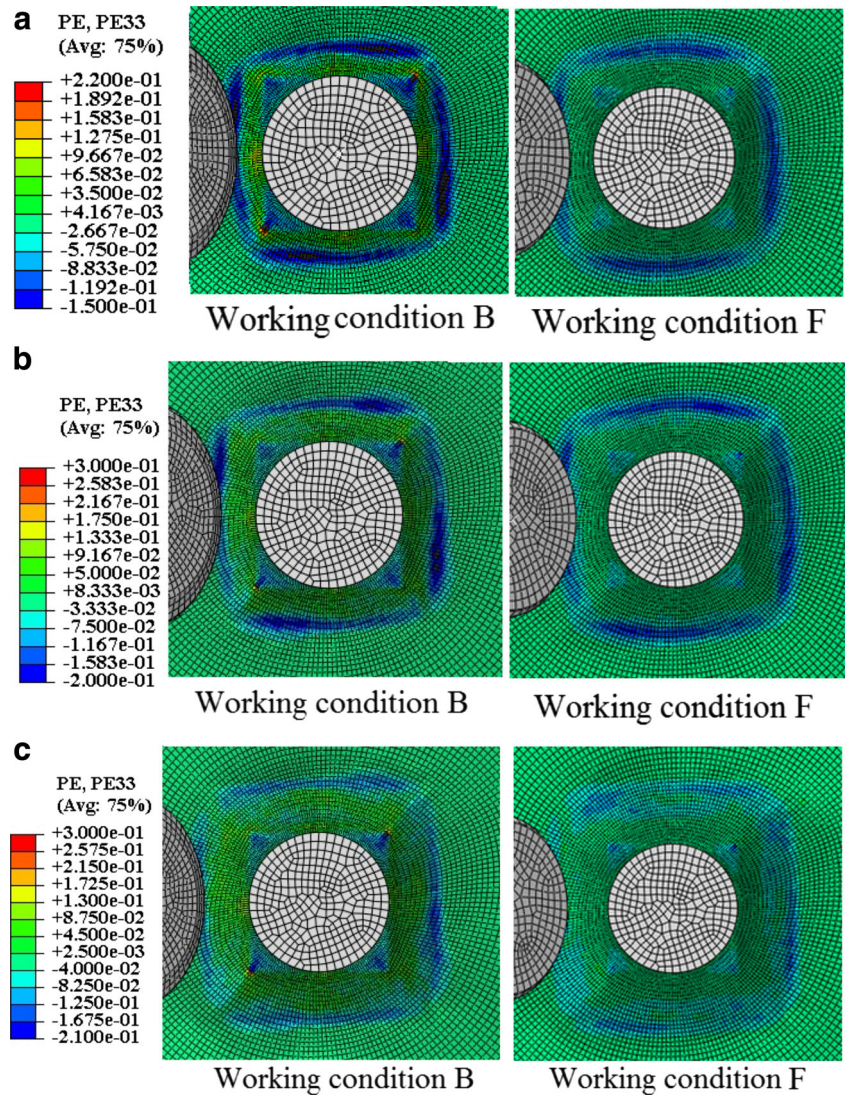 a
PE, PE33
(Avg: 75%)
+2.200e-01
+1.892e-01
+1.583e-01
+1.275e-01
+9.667e-02
+6.583e-02
+3.500e-02
+4.167e-03
-2.667e-02
-5.750e-02
-8.833e-02
-1.192e-01
-1.500e-01
Working condition B
Working condition F
b
PE, PE33
(Avg: 75%)
+3.000e-01
+2.583e-01
+2.167e-01
+1.750e-01
+1.333e-01
+9.167e-02
+5.000e-02
+8.333e-03
-3.333e-02
-7.500e-02
-1.167e-01
-1.583e-01
-2.000e-01
Working condition B
Working condition F
c
PE, PE33
(Avg: 75%)
+3.000e-01
+2.575e-01
+2.150e-01
+1.725e-01
+1.300e-01
+8.750e-02
+4.500e-02
+2.500e-03
-4.000e-02
-8.250e-02
-1.250e-01
-1.675e-01
-2.100e-01
Working condition B
Working condition F